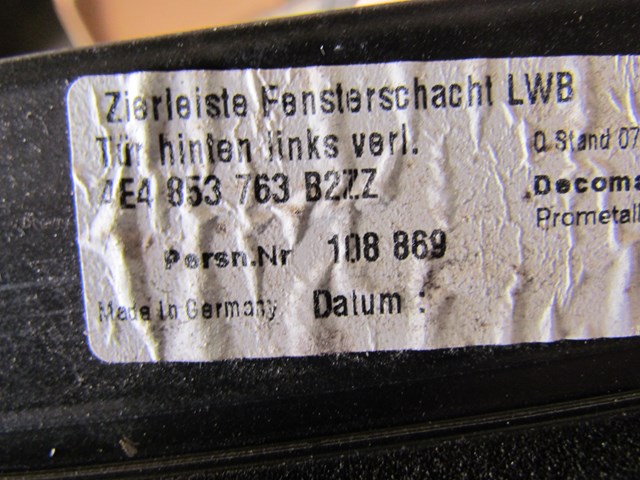 Zierleiste Fensterschacht LWB
Tür hinten links verl.
4E4 853 763 B2ZZ
Q Stand 07
Decoma
Prometall
Persn.Nr 108 869
Made in Germany Datum :